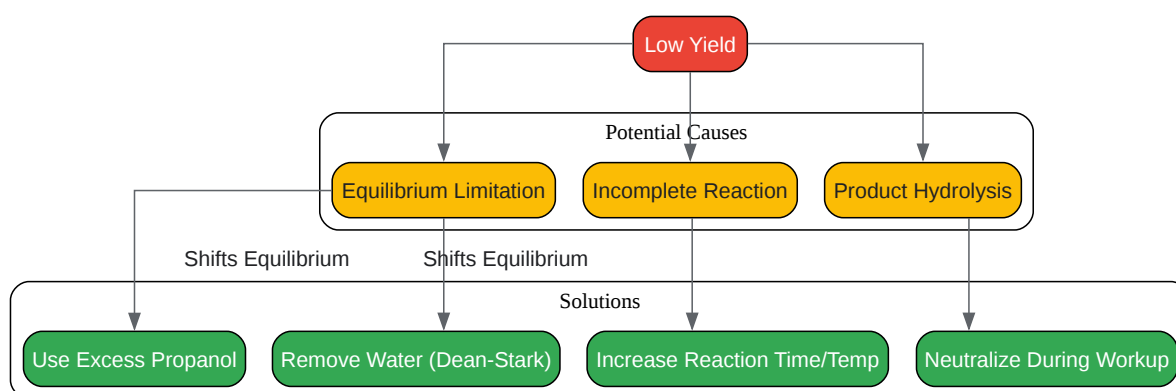 Low Yield
Potential Causes
Equilibrium Limitation
Incomplete Reaction
Product Hydrolysis
Shifts Equilibrium
Shifts Equilibrium
Solutions
Use Excess Propanol
Remove Water (Dean-Stark)
Increase Reaction Time/Temp
Neutralize During Workup